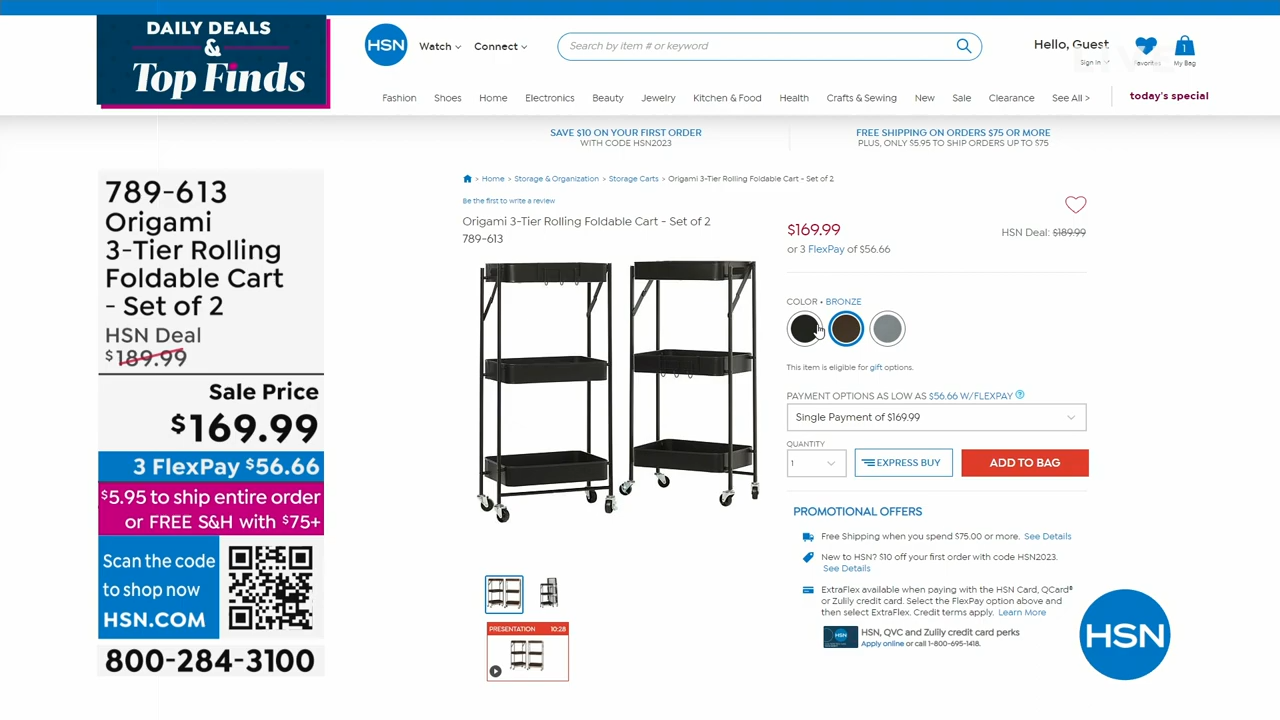 DAILY DEALS
&
Top Finds
HSN
Watch
Connect
Search by item # or keyword
Hello, Guest
Sign In
Favorites
1
My Bag
Fashion
Shoes
Home
Electronics
Beauty
Jewelry
Kitchen & Food
Health
Crafts & Sewing
New
Sale
Clearance
See All >
today's special
SAVE $10 ON YOUR FIRST ORDER
WITH CODE HSN2023
FREE SHIPPING ON ORDERS $75 OR MORE
PLUS, ONLY $5.95 TO SHIP ORDERS UP TO $75
789-613
Origami
3-Tier Rolling
Foldable Cart
- Set of 2
HSN Deal
$189.99
Sale Price
$169.99
3 FlexPay $56.66
$5.95 to ship entire order
or FREE S&H with $75+
Scan the code
to shop now
HSN.COM
800-284-3100
Home > Storage & Organization > Storage Carts > Origami 3-Tier Rolling Foldable Cart - Set of 2
Be the first to write a review
Origami 3-Tier Rolling Foldable Cart - Set of 2
789-613
PRESENTATION 10:28
$169.99
HSN Deal: $189.99
or 3 FlexPay of $56.66
COLOR • BRONZE
This item is eligible for gift options.
PAYMENT OPTIONS AS LOW AS $56.66 W/FLEXPAY ?
Single Payment of $169.99
QUANTITY
1
EXPRESS BUY
ADD TO BAG
PROMOTIONAL OFFERS
Free Shipping when you spend $75.00 or more. See Details
New to HSN? $10 off your first order with code HSN2023.
See Details
ExtraFlex available when paying with the HSN Card, QCard®
or Zulily credit card. Select the FlexPay option above and
then select ExtraFlex. Credit terms apply. Learn More
HSN, QVC and Zulily credit card perks
Apply online or call 1-800-695-1418.
HSN